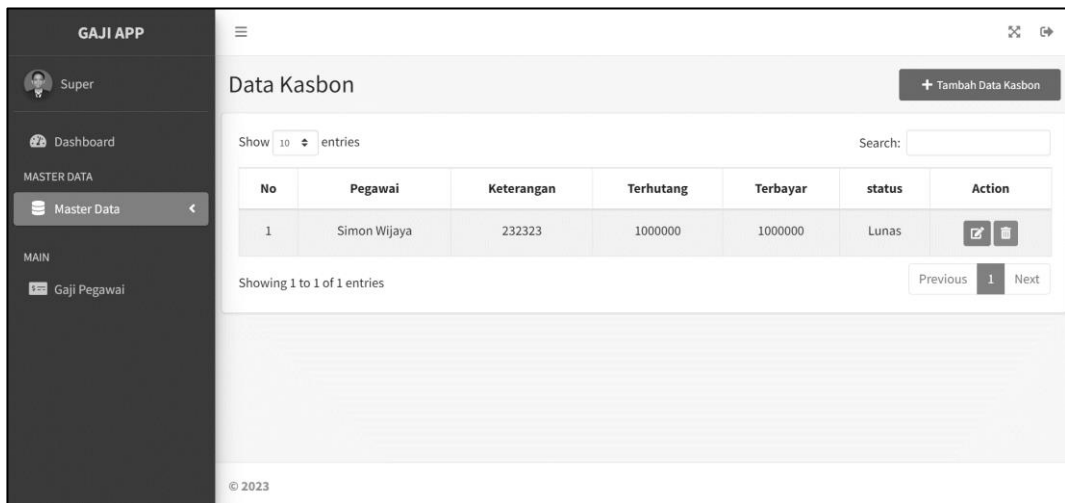 GAJI APP
Super
Dashboard
MASTER DATA
Master Data
MAIN
Gaji Pegawai
Data Kasbon
+ Tambah Data Kasbon
Show 10 entries
Search:
No Pegawai Keterangan Terhutang Terbayar status Action
1 Simon Wijaya 232323 1000000 1000000 Lunas
Showing 1 to 1 of 1 entries
Previous 1 Next
© 2023